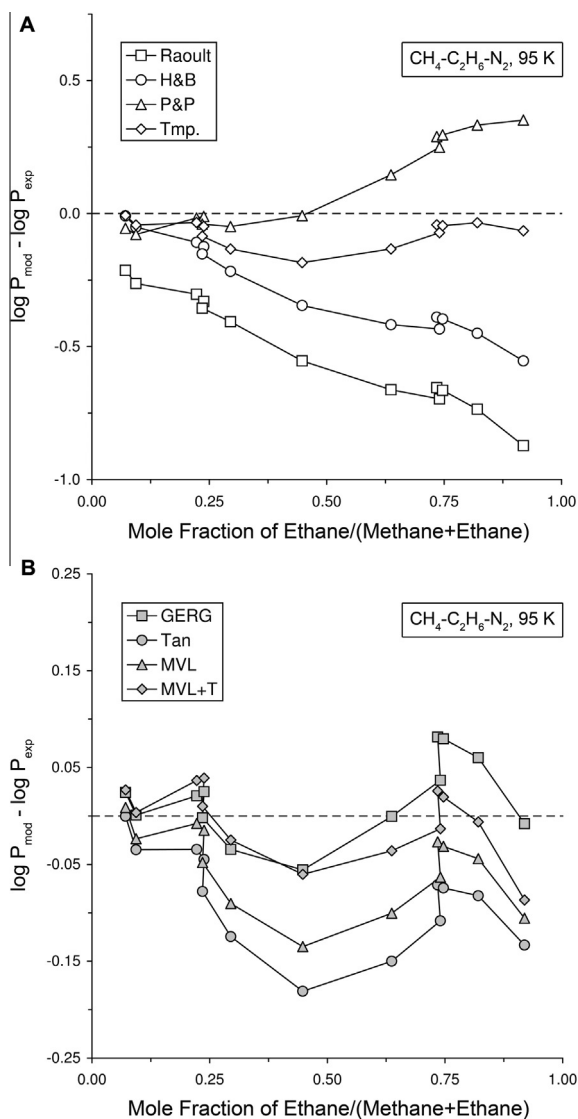 A
Raoult
H&B
P&P
Tmp.
CH4-C2H6-N2, 95 K
0.5
0.0
-0.5
-1.0
log Pmod - log Pexp
0.00 0.25 0.50 0.75 1.00
Mole Fraction of Ethane/(Methane+Ethane)
B
0.25
GERG
Tan
MVL
MVL+T
CH4-C2H6-N2, 95 K
0.15
0.05
-0.05
-0.15
-0.25
log Pmod - log Pexp
0.00 0.25 0.50 0.75 1.00
Mole Fraction of Ethane/(Methane+Ethane)